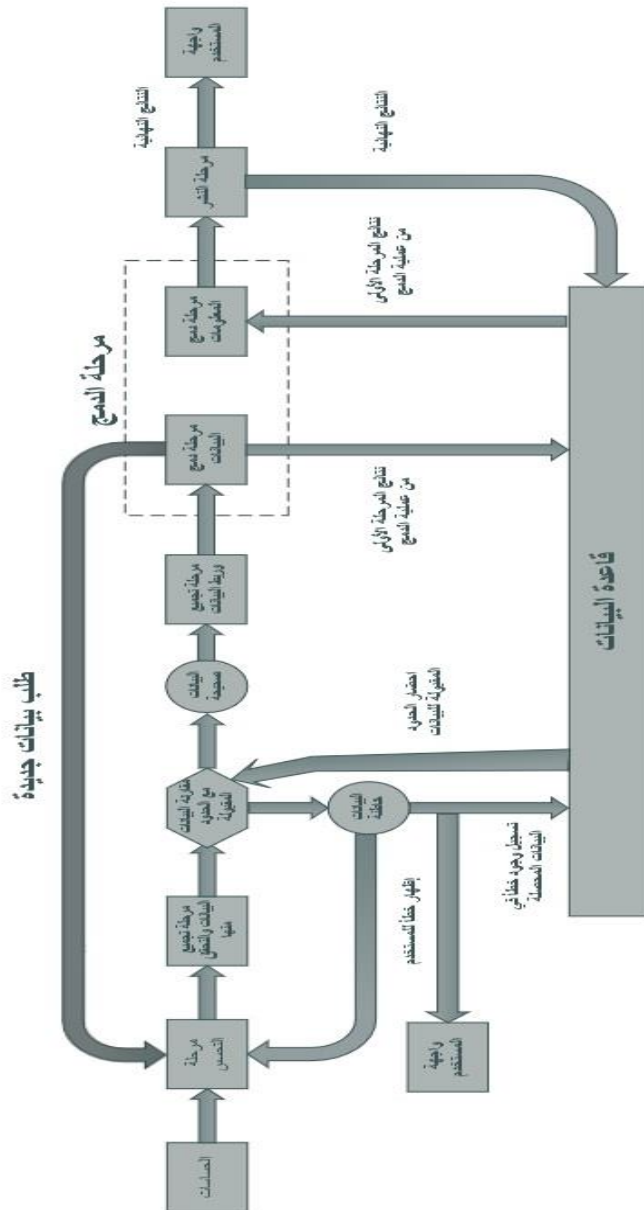 طلب بيانات جديدة
مرحلة الدمج
الحساسات
مرحلة
التحسس
مرحلة تجميع
البيانات والتحقق
منها
مقارنة البيانات
مع الحدود
المقبولة
البيانات
صحيحة
مرحلة تجميع
وربط البيانات
مرحلة دمج
البيانات
مرحلة دمج
المعلومات
مرحلة النشر
واجهة
المستخدم
النتائج النهائية
النتائج النهائية
نتائج المرحلة الأولى
من عملية الدمج
نتائج المرحلة الأولى
من عملية الدمج
احضار الحدود
المقبولة للبيانات
البيانات
خاطئة
إظهار خطأ للمستخدم
تسجيل وجود خطأ في
البيانات المحصلة
واجهة
المستخدم
قاعدة البيانات